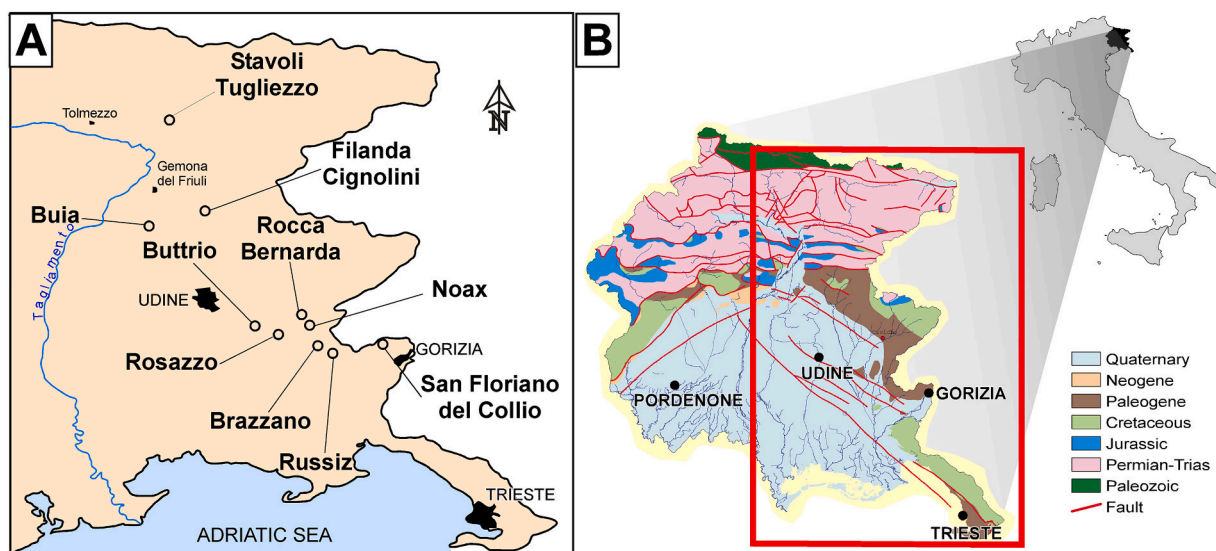 A
Stavoli
Tugliezzo
Tolmezzo
N
Filanda
Cignolini
Gemona
del Friuli
Buia
Rocca
Bernarda
Buttrio
Noax
Tagliamento
UDINE
Rosazzo
GORIZIA
San Floriano
del Collio
Brazzano
Russiz
TRIESTE
ADRIATIC SEA
B
UDINE
PORDENONE
GORIZIA
TRIESTE
Quaternary
Neogene
Paleogene
Cretaceous
Jurassic
Permian-Trias
Paleozoic
Fault